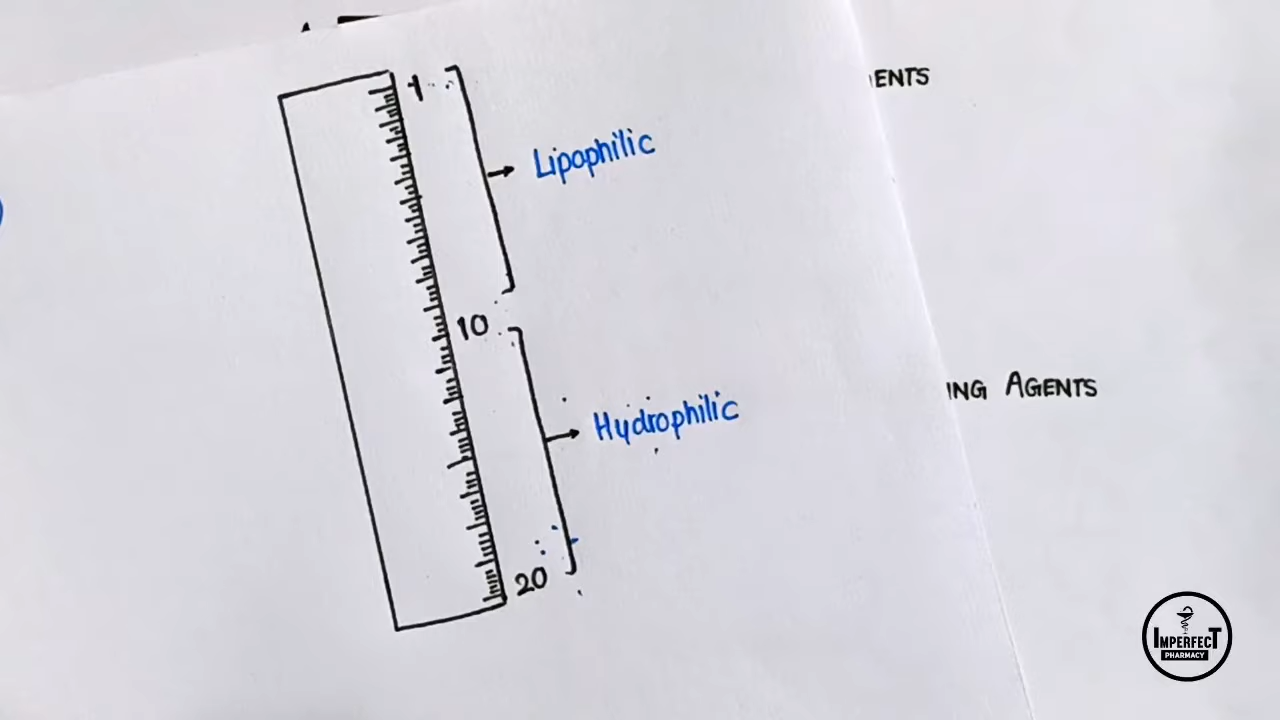 1
ENTS
Lipophilic
10
ING AGENTS
Hydrophilic
20
IMPERFECT
PHARMACY